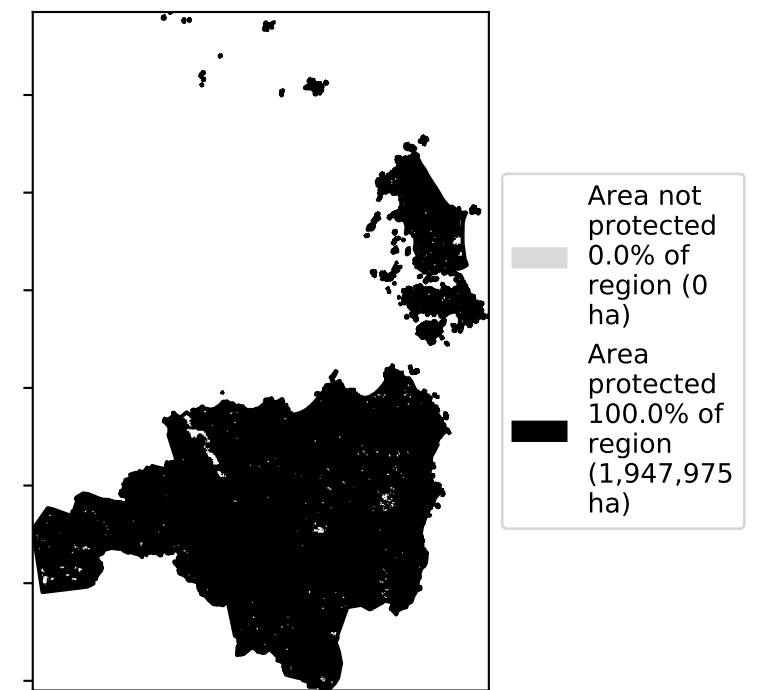 Area not
protected
0.0% of
region (0
ha)
Area
protected
100.0% of
region
(1,947,975
ha)